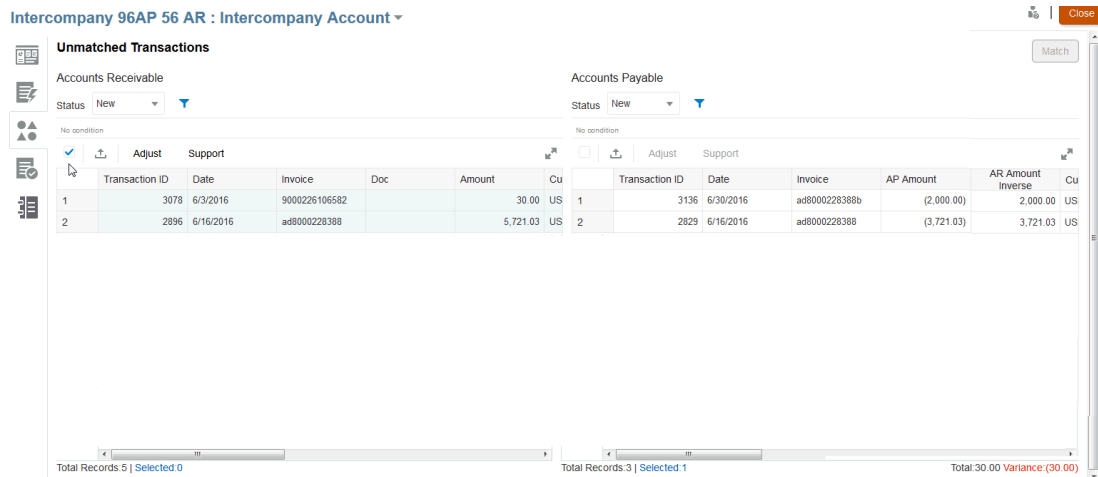 Intercompany 96AP 56 AR : Intercompany Account
Close
Unmatched Transactions
Match
Accounts Receivable
Accounts Payable
Status New
Status New
No condition
No condition
Adjust Support
Adjust Support
Transaction ID Date Invoice Doc Amount Cu
1 3078 6/3/2016 9000226106582 30.00 US
2 2896 6/16/2016 ad8000228388 5,721.03 US
Transaction ID Date Invoice AP Amount AR Amount Inverse Cu
1 3136 6/30/2016 ad8000228388b (2,000.00) 2,000.00 US
2 2829 6/16/2016 ad8000228388 (3,721.03) 3,721.03 US
Total Records:5 | Selected:0
Total Records:3 | Selected:1
Total:30.00 Variance:(30.00)